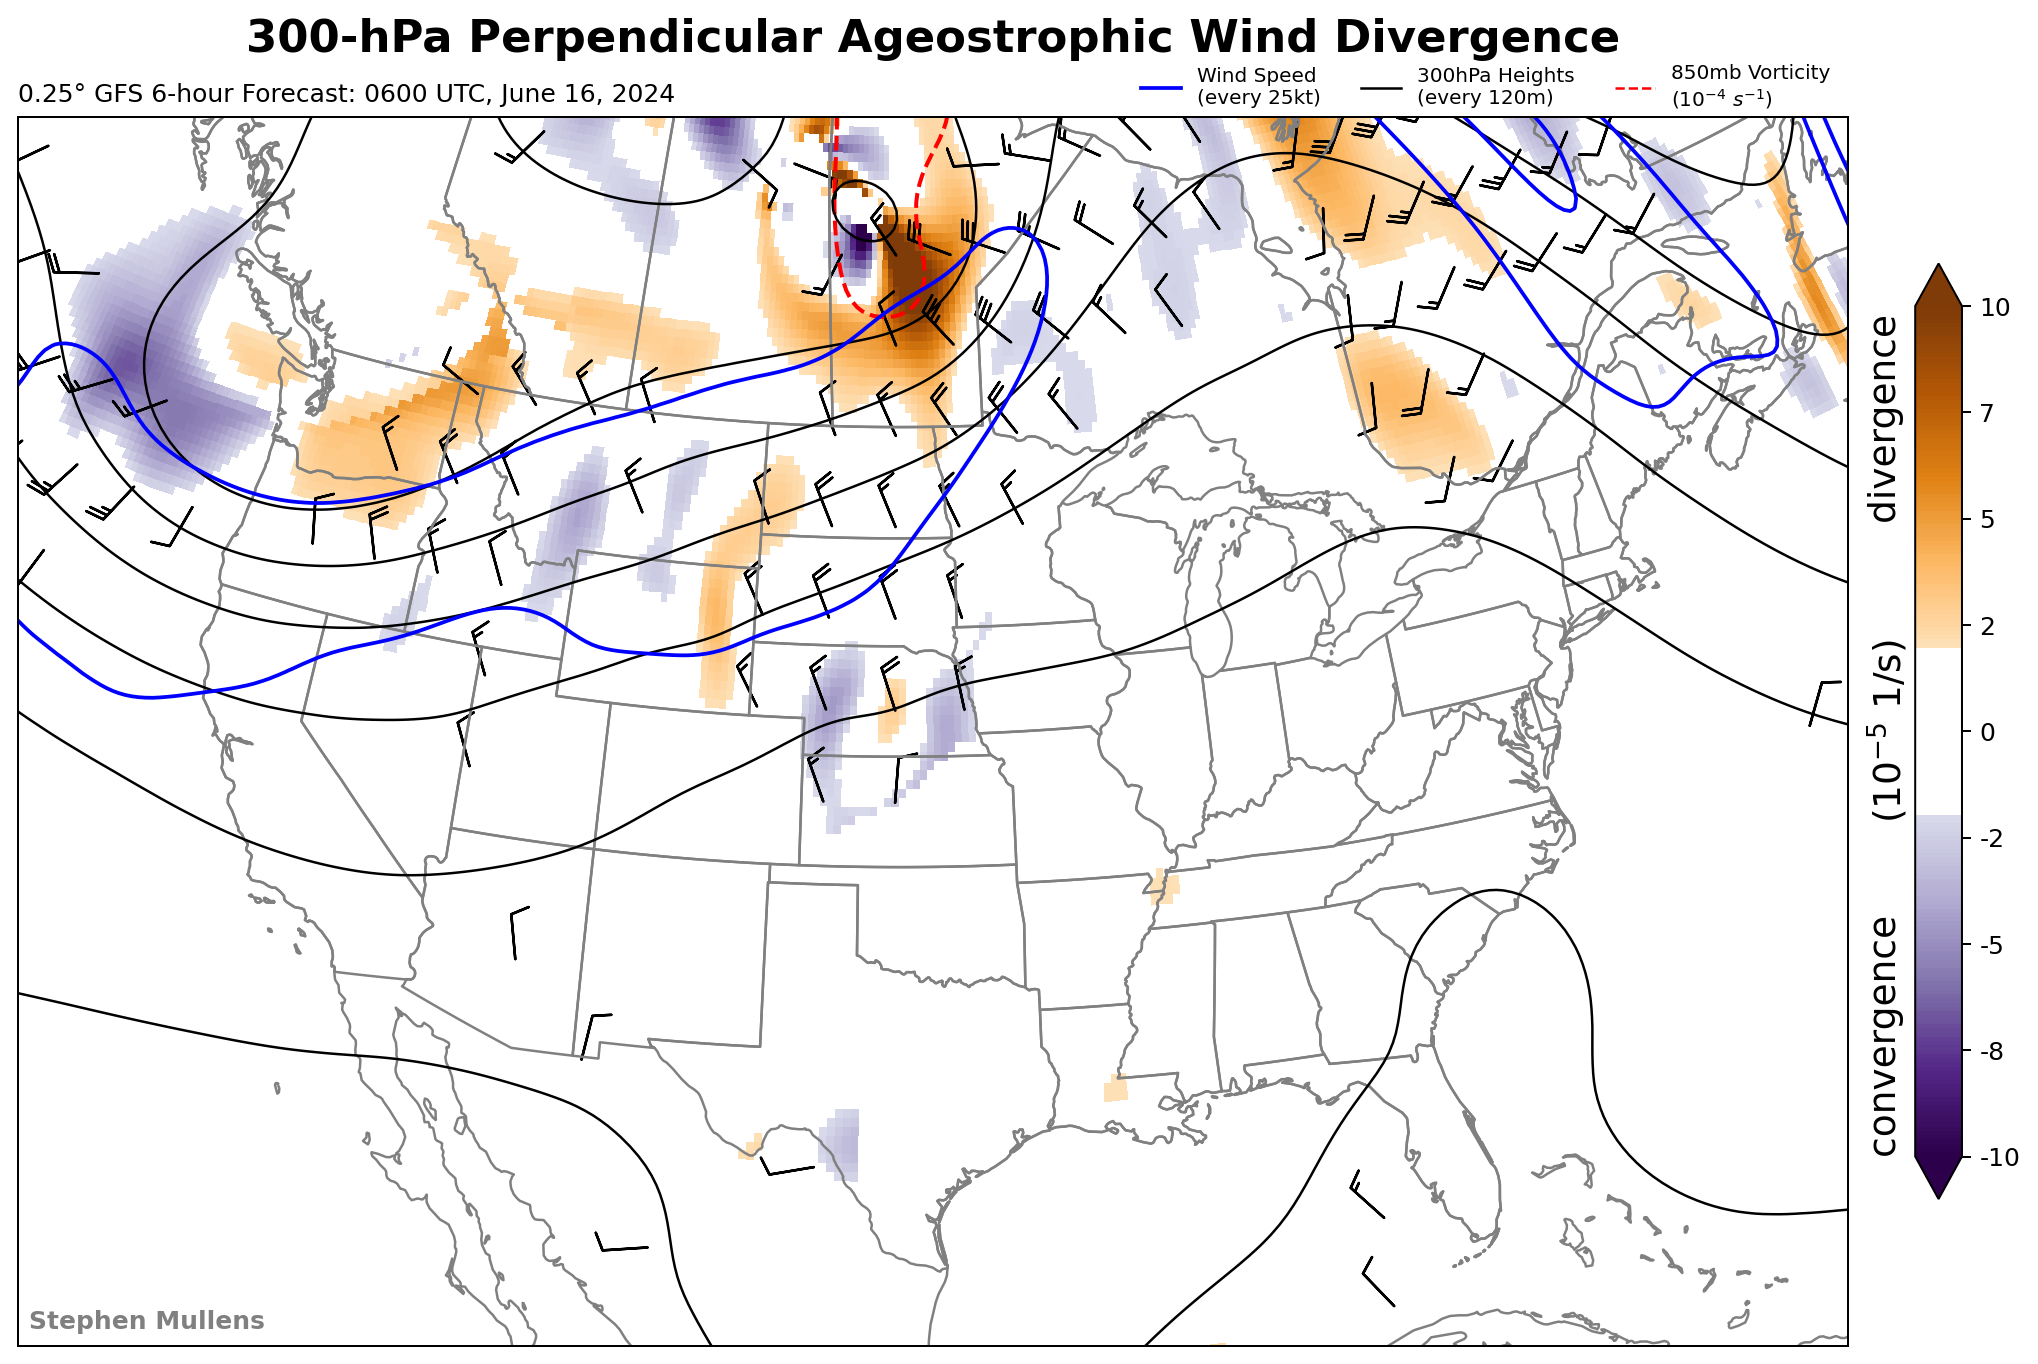 300-hPa Perpendicular Ageostrophic Wind Divergence
0.25° GFS 6-hour Forecast: 0600 UTC, June 16, 2024
Wind Speed
(every 25kt)
300hPa Heights
(every 120m)
850mb Vorticity
(10⁻⁴ s⁻¹)
10
7
5
2
0
-2
-5
-8
-10
convergence (10⁻⁵ 1/s) divergence
Stephen Mullens